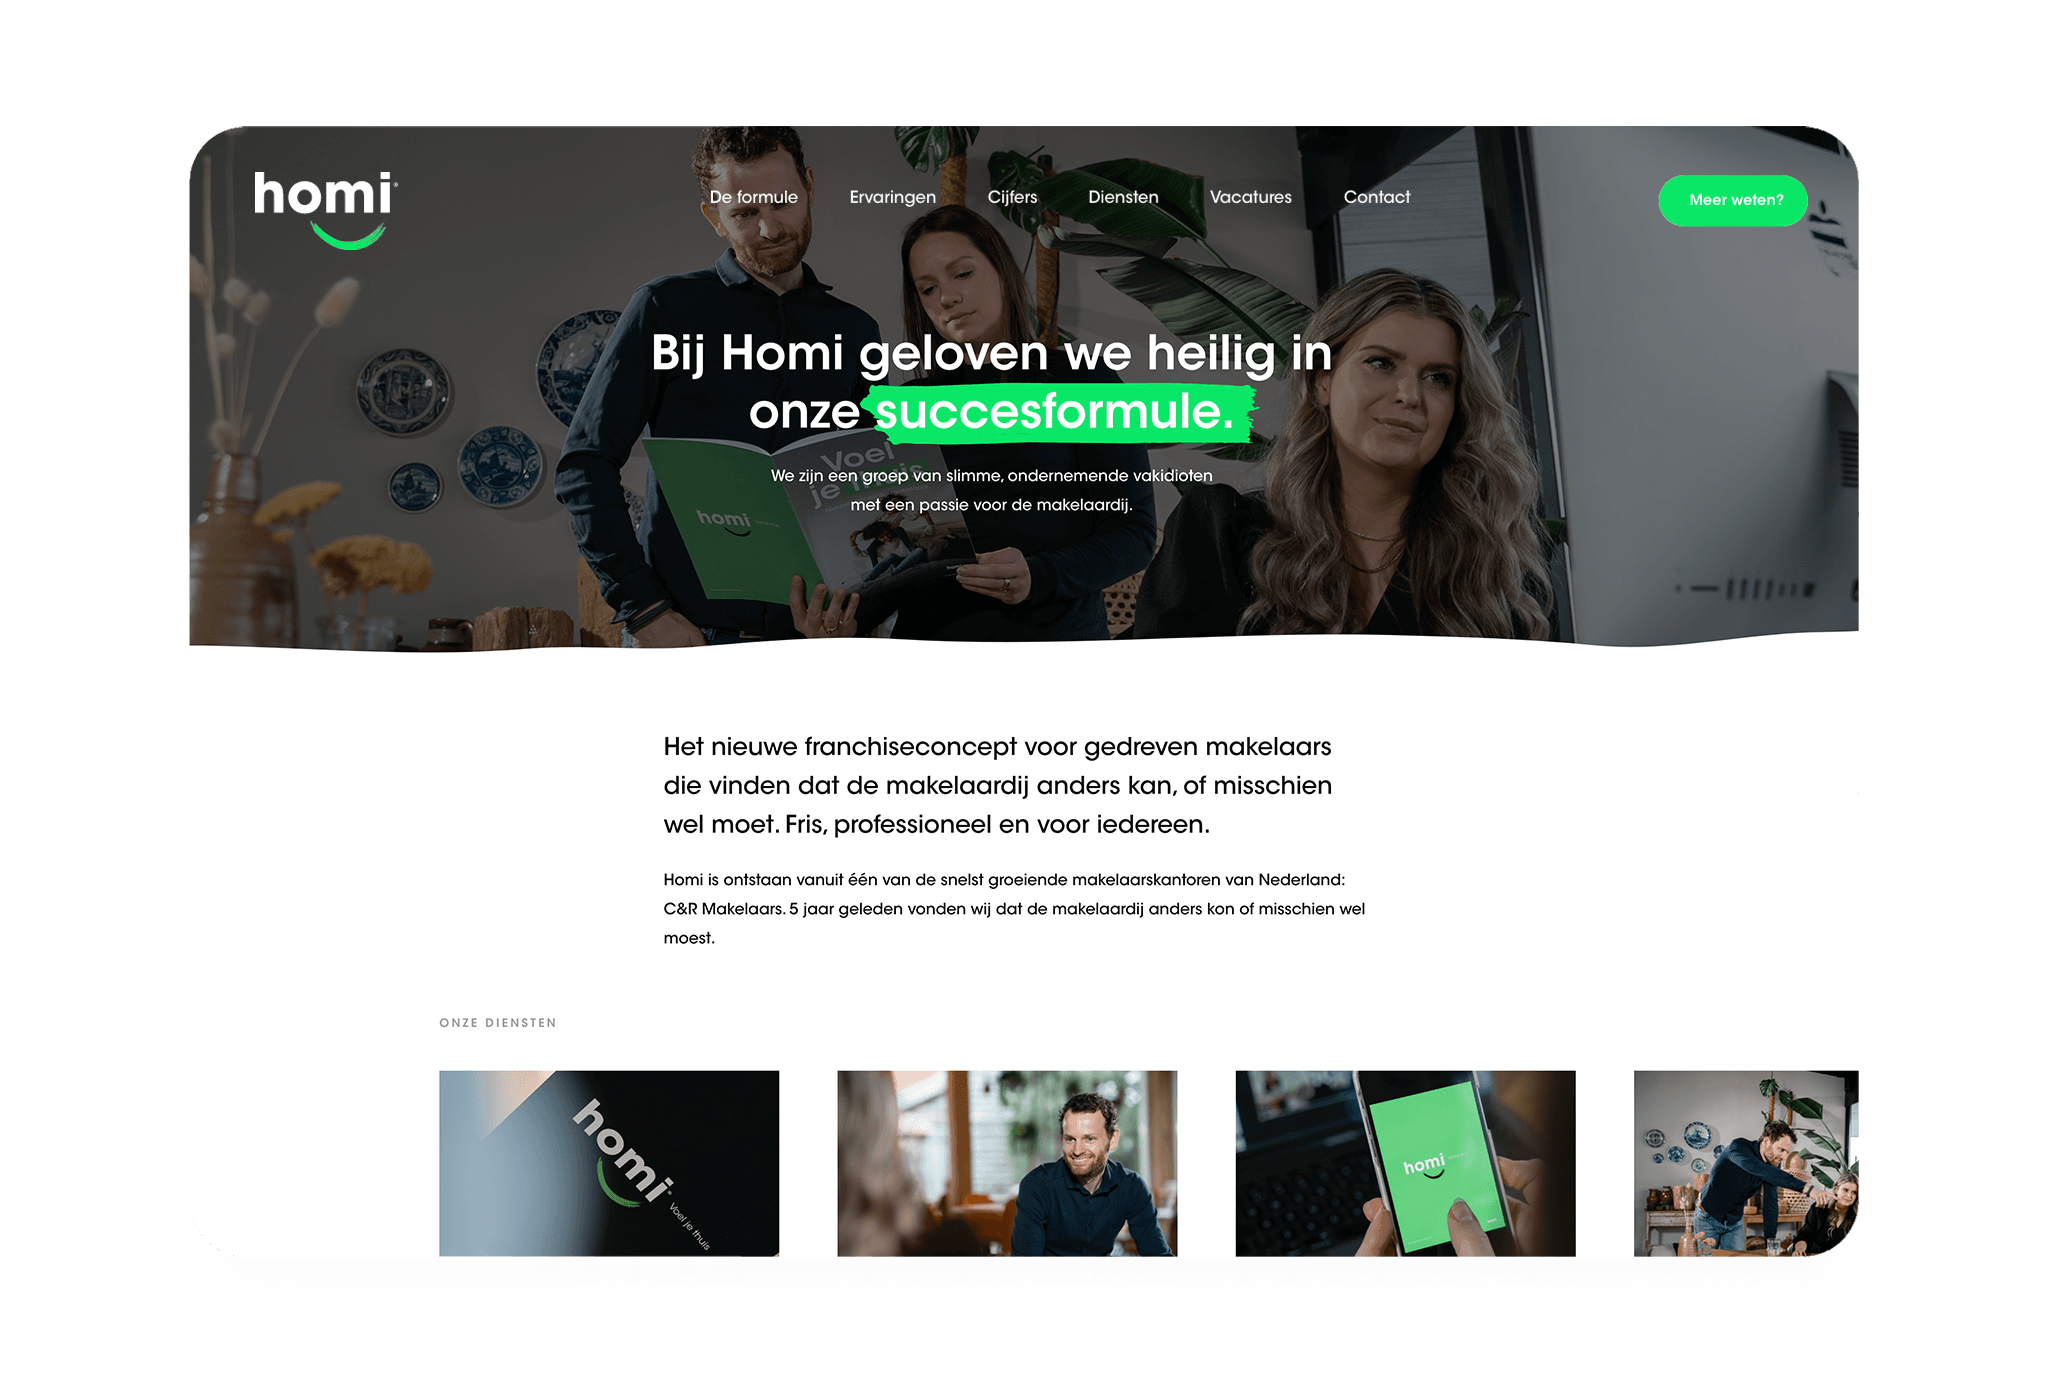 homi
De formule
Ervaringen
Cijfers
Diensten
Vacatures
Contact
Meer weten?
Bij Homi geloven we heilig in
onze succesformule.
We zijn een groep van slimme, ondernemende vakidioten
met een passie voor de makelaardij.
Voel
je thuis
homi
Het nieuwe franchiseconcept voor gedreven makelaars
die vinden dat de makelaardij anders kan, of misschien
wel moet. Fris, professioneel en voor iedereen.
Homi is ontstaan vanuit één van de snelst groeiende makelaarskantoren van Nederland:
C&R Makelaars. 5 jaar geleden vonden wij dat de makelaardij anders kon of misschien wel
moest.
ONZE DIENSTEN
homi
Voel je thuis
homi